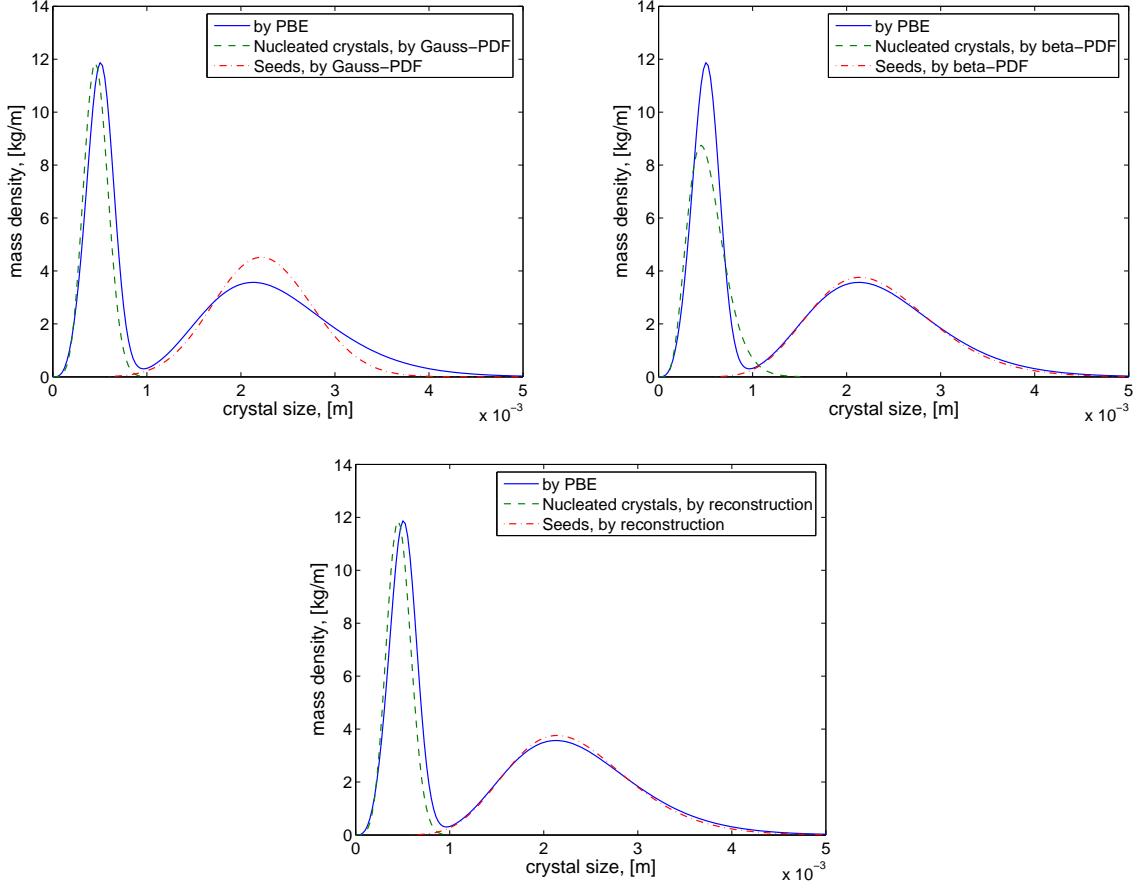 by PBE
Nucleated crystals, by Gauss−PDF
Seeds, by Gauss−PDF
14
12
10
8
6
4
2
0
mass density, [kg/m]
0 1 2 3 4 5
x 10−3
crystal size, [m]
by PBE
Nucleated crystals, by beta−PDF
Seeds, by beta−PDF
14
12
10
8
6
4
2
0
mass density, [kg/m]
0 1 2 3 4 5
x 10−3
crystal size, [m]
by PBE
Nucleated crystals, by reconstruction
Seeds, by reconstruction
14
12
10
8
6
4
2
0
mass density, [kg/m]
0 1 2 3 4 5
x 10−3
crystal size, [m]